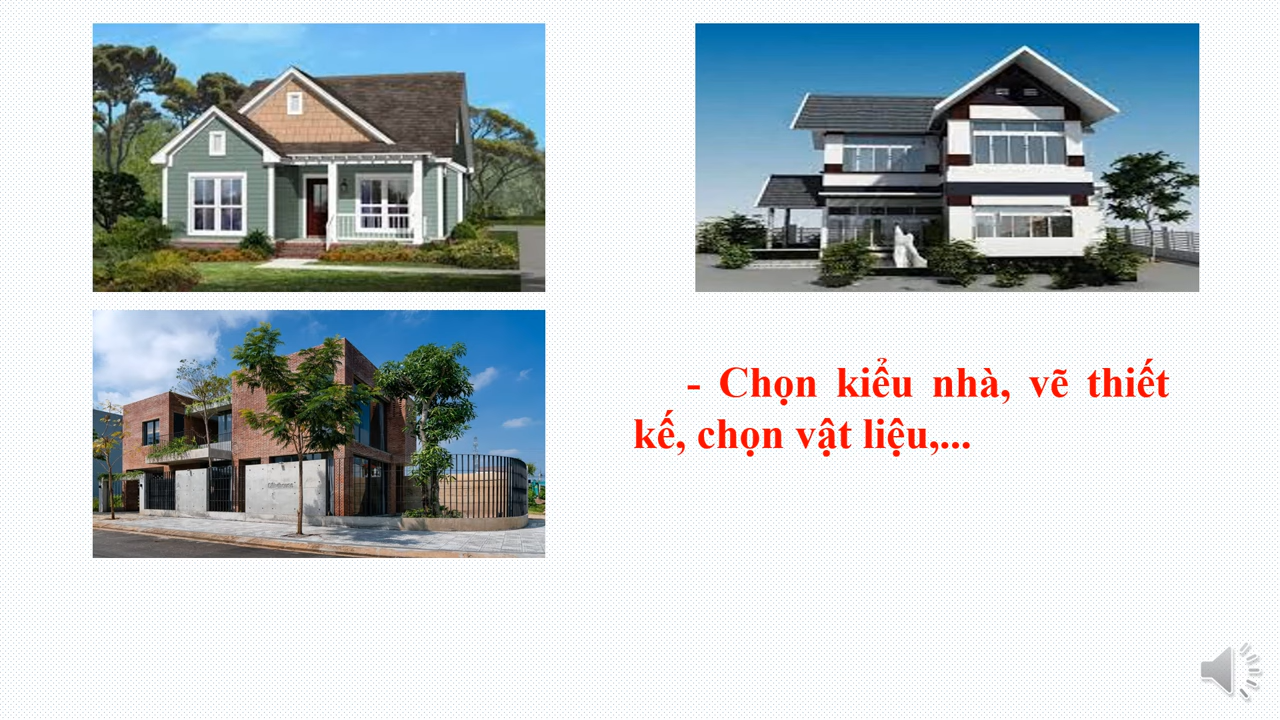 - Chọn kiểu nhà, vẽ thiết
kế, chọn vật liệu,...